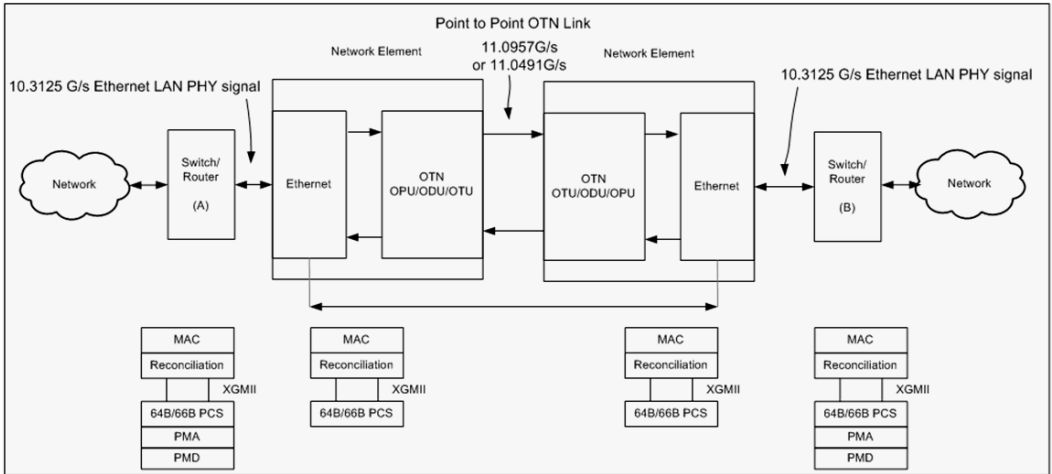 Point to Point OTN Link
Network Element
11.0957G/s
or 11.0491G/s
Network Element
10.3125 G/s Ethernet LAN PHY signal
10.3125 G/s Ethernet LAN PHY signal
Network
Switch/
Router
(A)
Ethernet
OTN
OPU/ODU/OTU
OTN
OTU/ODU/OPU
Ethernet
Switch/
Router
(B)
Network
MAC
Reconciliation
XGMII
64B/66B PCS
PMA
PMD
MAC
Reconciliation
XGMII
64B/66B PCS
MAC
Reconciliation
XGMII
64B/66B PCS
MAC
Reconciliation
XGMII
64B/66B PCS
PMA
PMD